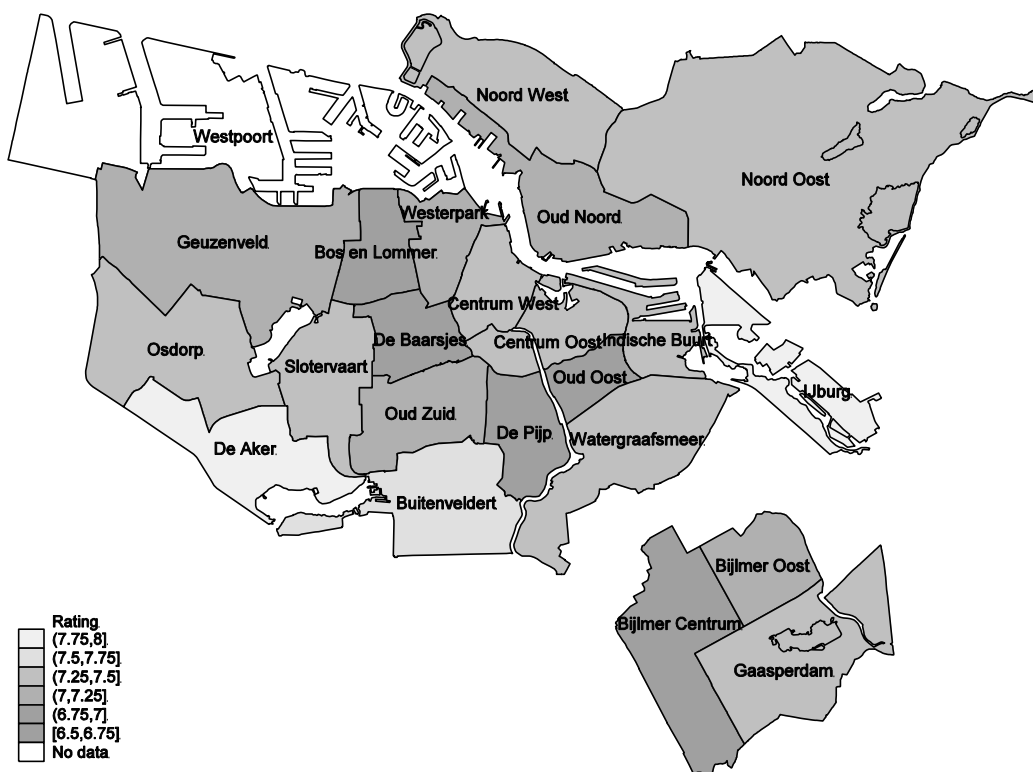 Noord West
Westpoort
Noord Oost
Westerpark
Oud Noord
Geuzenveld
Bos en Lommer
Centrum West
De Baarsjes
Centrum Oost
Indische Buurt
Osdorp
Slotervaart
Oud Oost
IJburg
Oud Zuid
De Pijp
Watergraafsmeer
De Aker
Buitenveldert
Bijlmer Oost
Bijlmer Centrum
Gaasperdam
Rating
(7.75,8]
(7.5,7.75]
(7.25,7.5]
(7,7.25]
(6.75,7]
[6.5,6.75]
No data